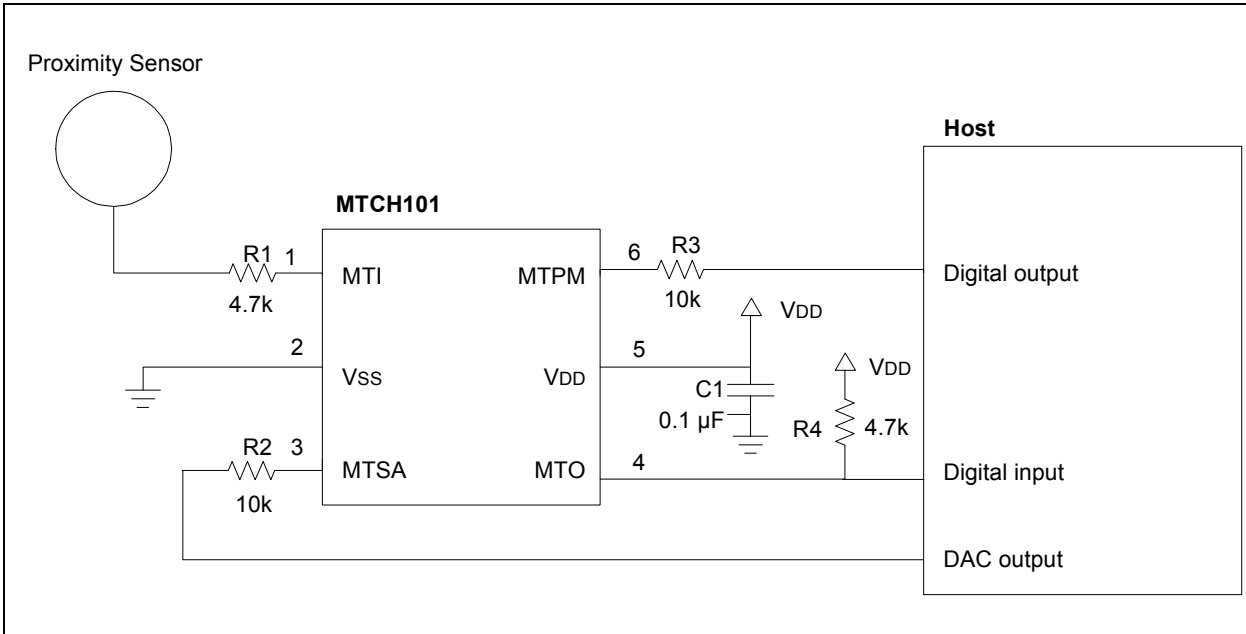 Proximity Sensor
Host
MTCH101
R1
1
4.7k
MTI
MTPM
6
R3
10k
Digital output
2
VSS
VDD
5
VDD
C1
0.1 µF
VDD
R4
4.7k
R2
3
10k
MTSA
MTO
4
Digital input
DAC output